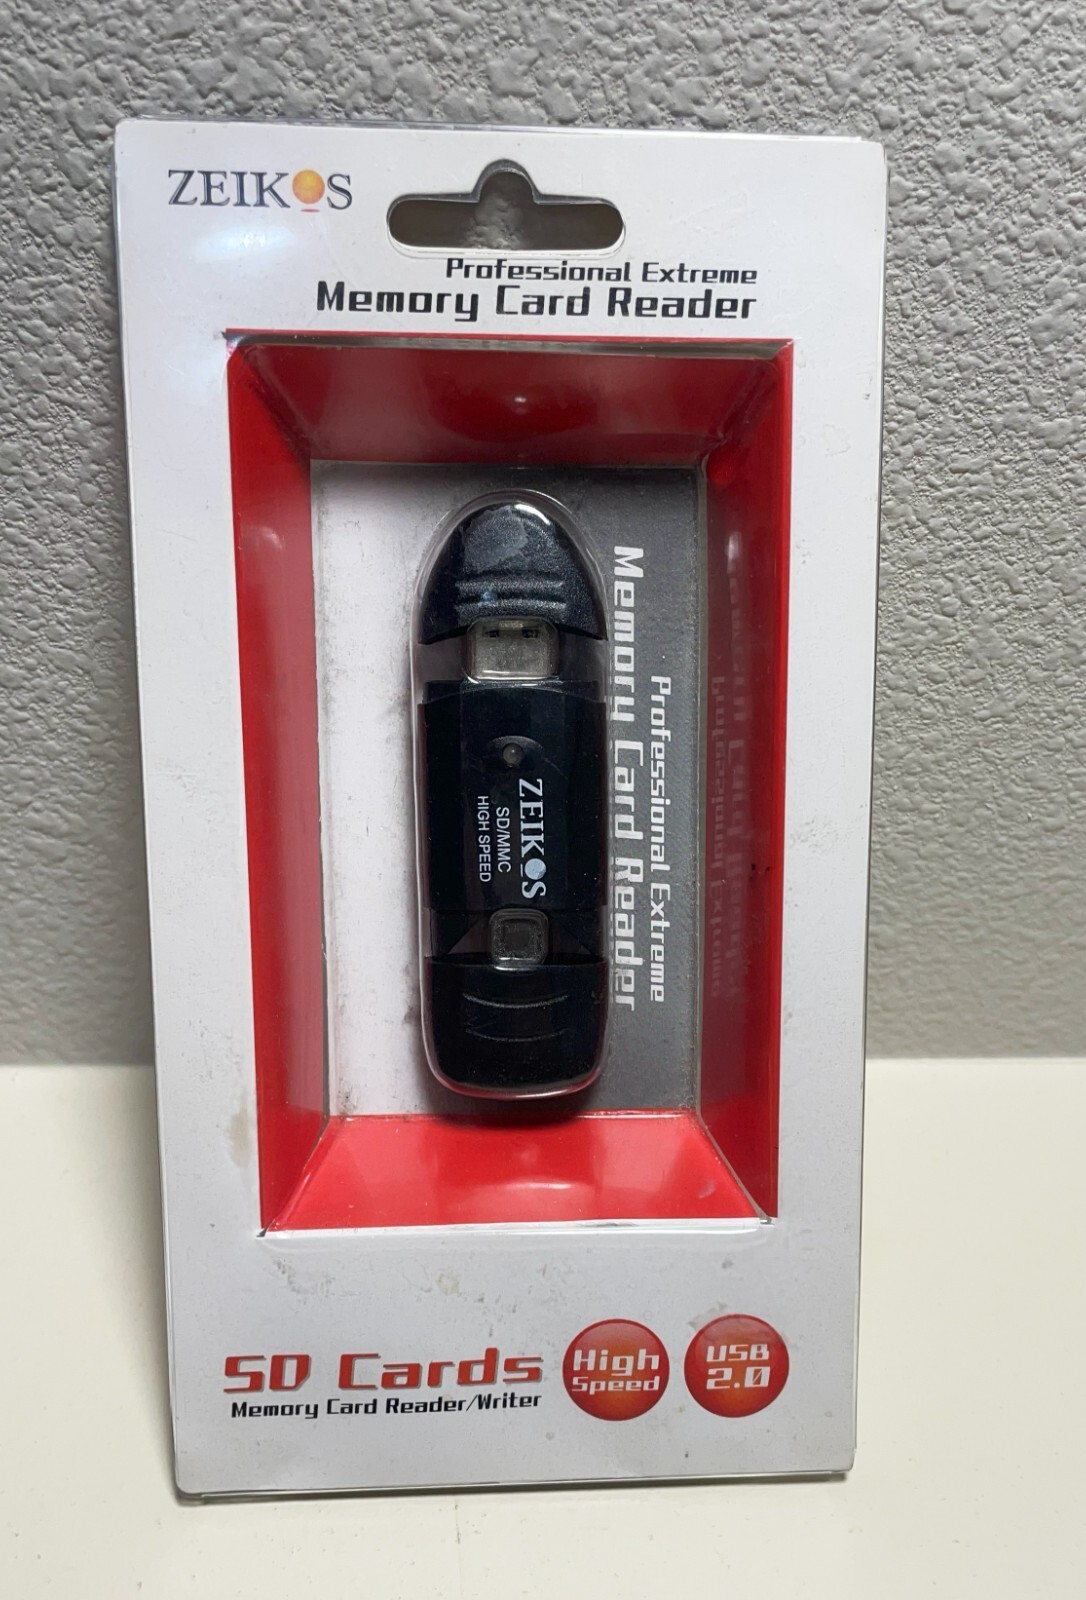 ZEIKOS
Professional Extreme
Memory Card Reader
Professional Extreme
Memory Card Reader
ZEIKOS
SD/MMC
HIGH SPEED
SD Cards
Memory Card Reader/Writer
High
Speed
USB
2.0